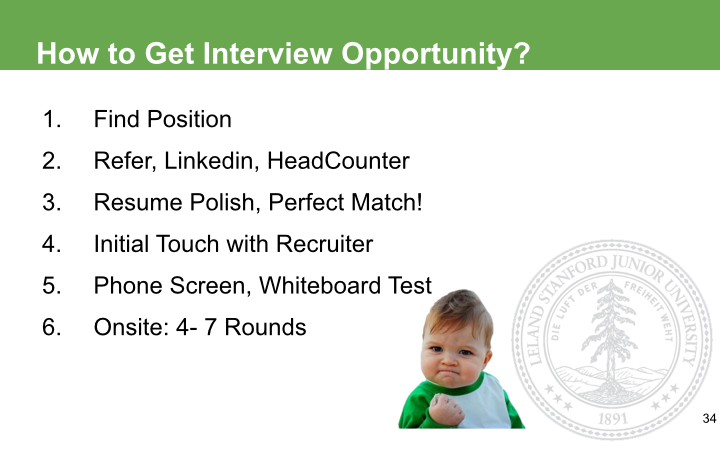 How to Get Interview Opportunity?
1. Find Position
2. Refer, Linkedin, HeadCounter
3. Resume Polish, Perfect Match!
4. Initial Touch with Recruiter
5. Phone Screen, Whiteboard Test
6. Onsite: 4- 7 Rounds
LELAND STANFORD JUNIOR UNIVERSITY
DIE LUFT DER FREIHEIT WEHT
1891
34